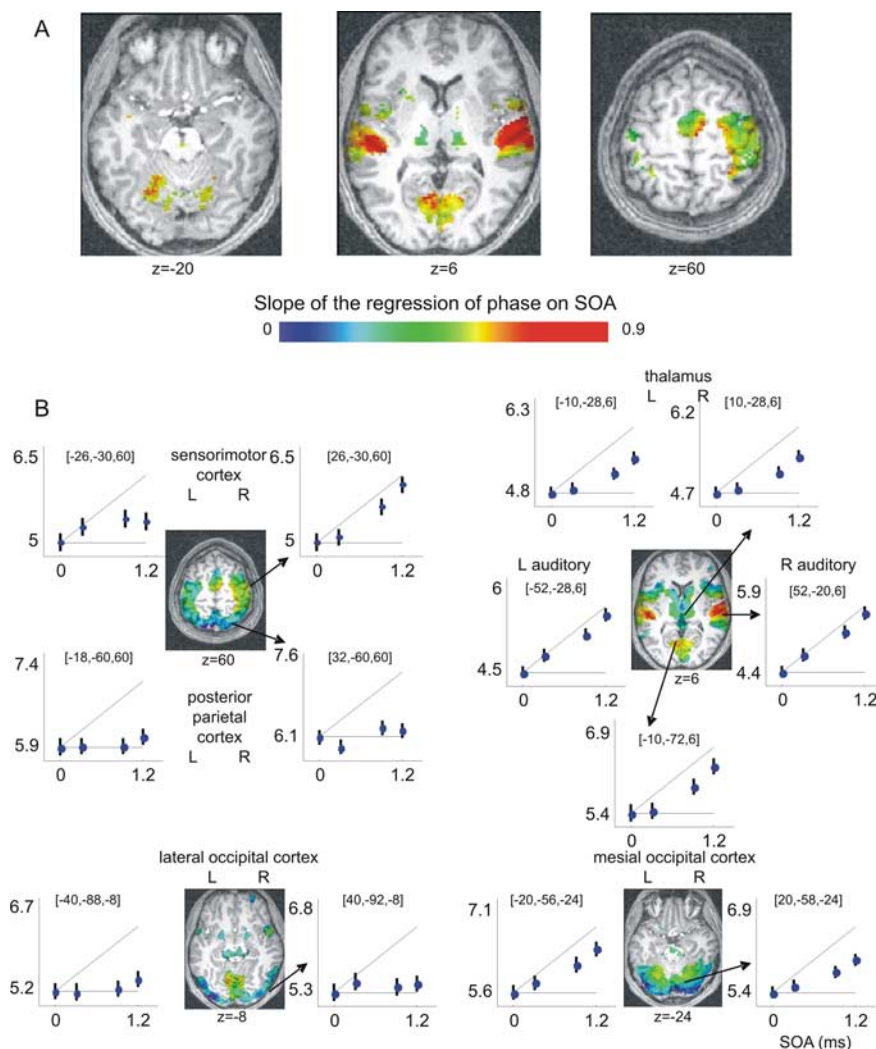 A
z=-20
z=6
z=60
Slope of the regression of phase on SOA
0
0.9
B
thalamus
L R
6.3
[-10,-28,6]
4.8
0
1.2
6.2
[10,-28,6]
4.7
0
1.2
sensorimotor
cortex
L R
6.5
[-26,-30,60]
5
0
1.2
6.5
[26,-30,60]
5
0
1.2
z=60
7.4
[-18,-60,60]
5.9
0
1.2
posterior
parietal
cortex
L R
7.6
[32,-60,60]
6.1
0
1.2
L auditory
6
[-52,-28,6]
4.5
0
1.2
z=6
R auditory
5.9
[52,-20,6]
4.4
0
1.2
6.9
[-10,-72,6]
5.4
0
1.2
lateral occipital cortex
L R
6.7
[-40,-88,-8]
5.2
0
1.2
z=-8
6.8
[40,-92,-8]
5.3
0
1.2
mesial occipital cortex
L R
7.1
[-20,-56,-24]
5.6
0
1.2
z=-24
6.9
[20,-58,-24]
5.4
0
1.2
SOA (ms)